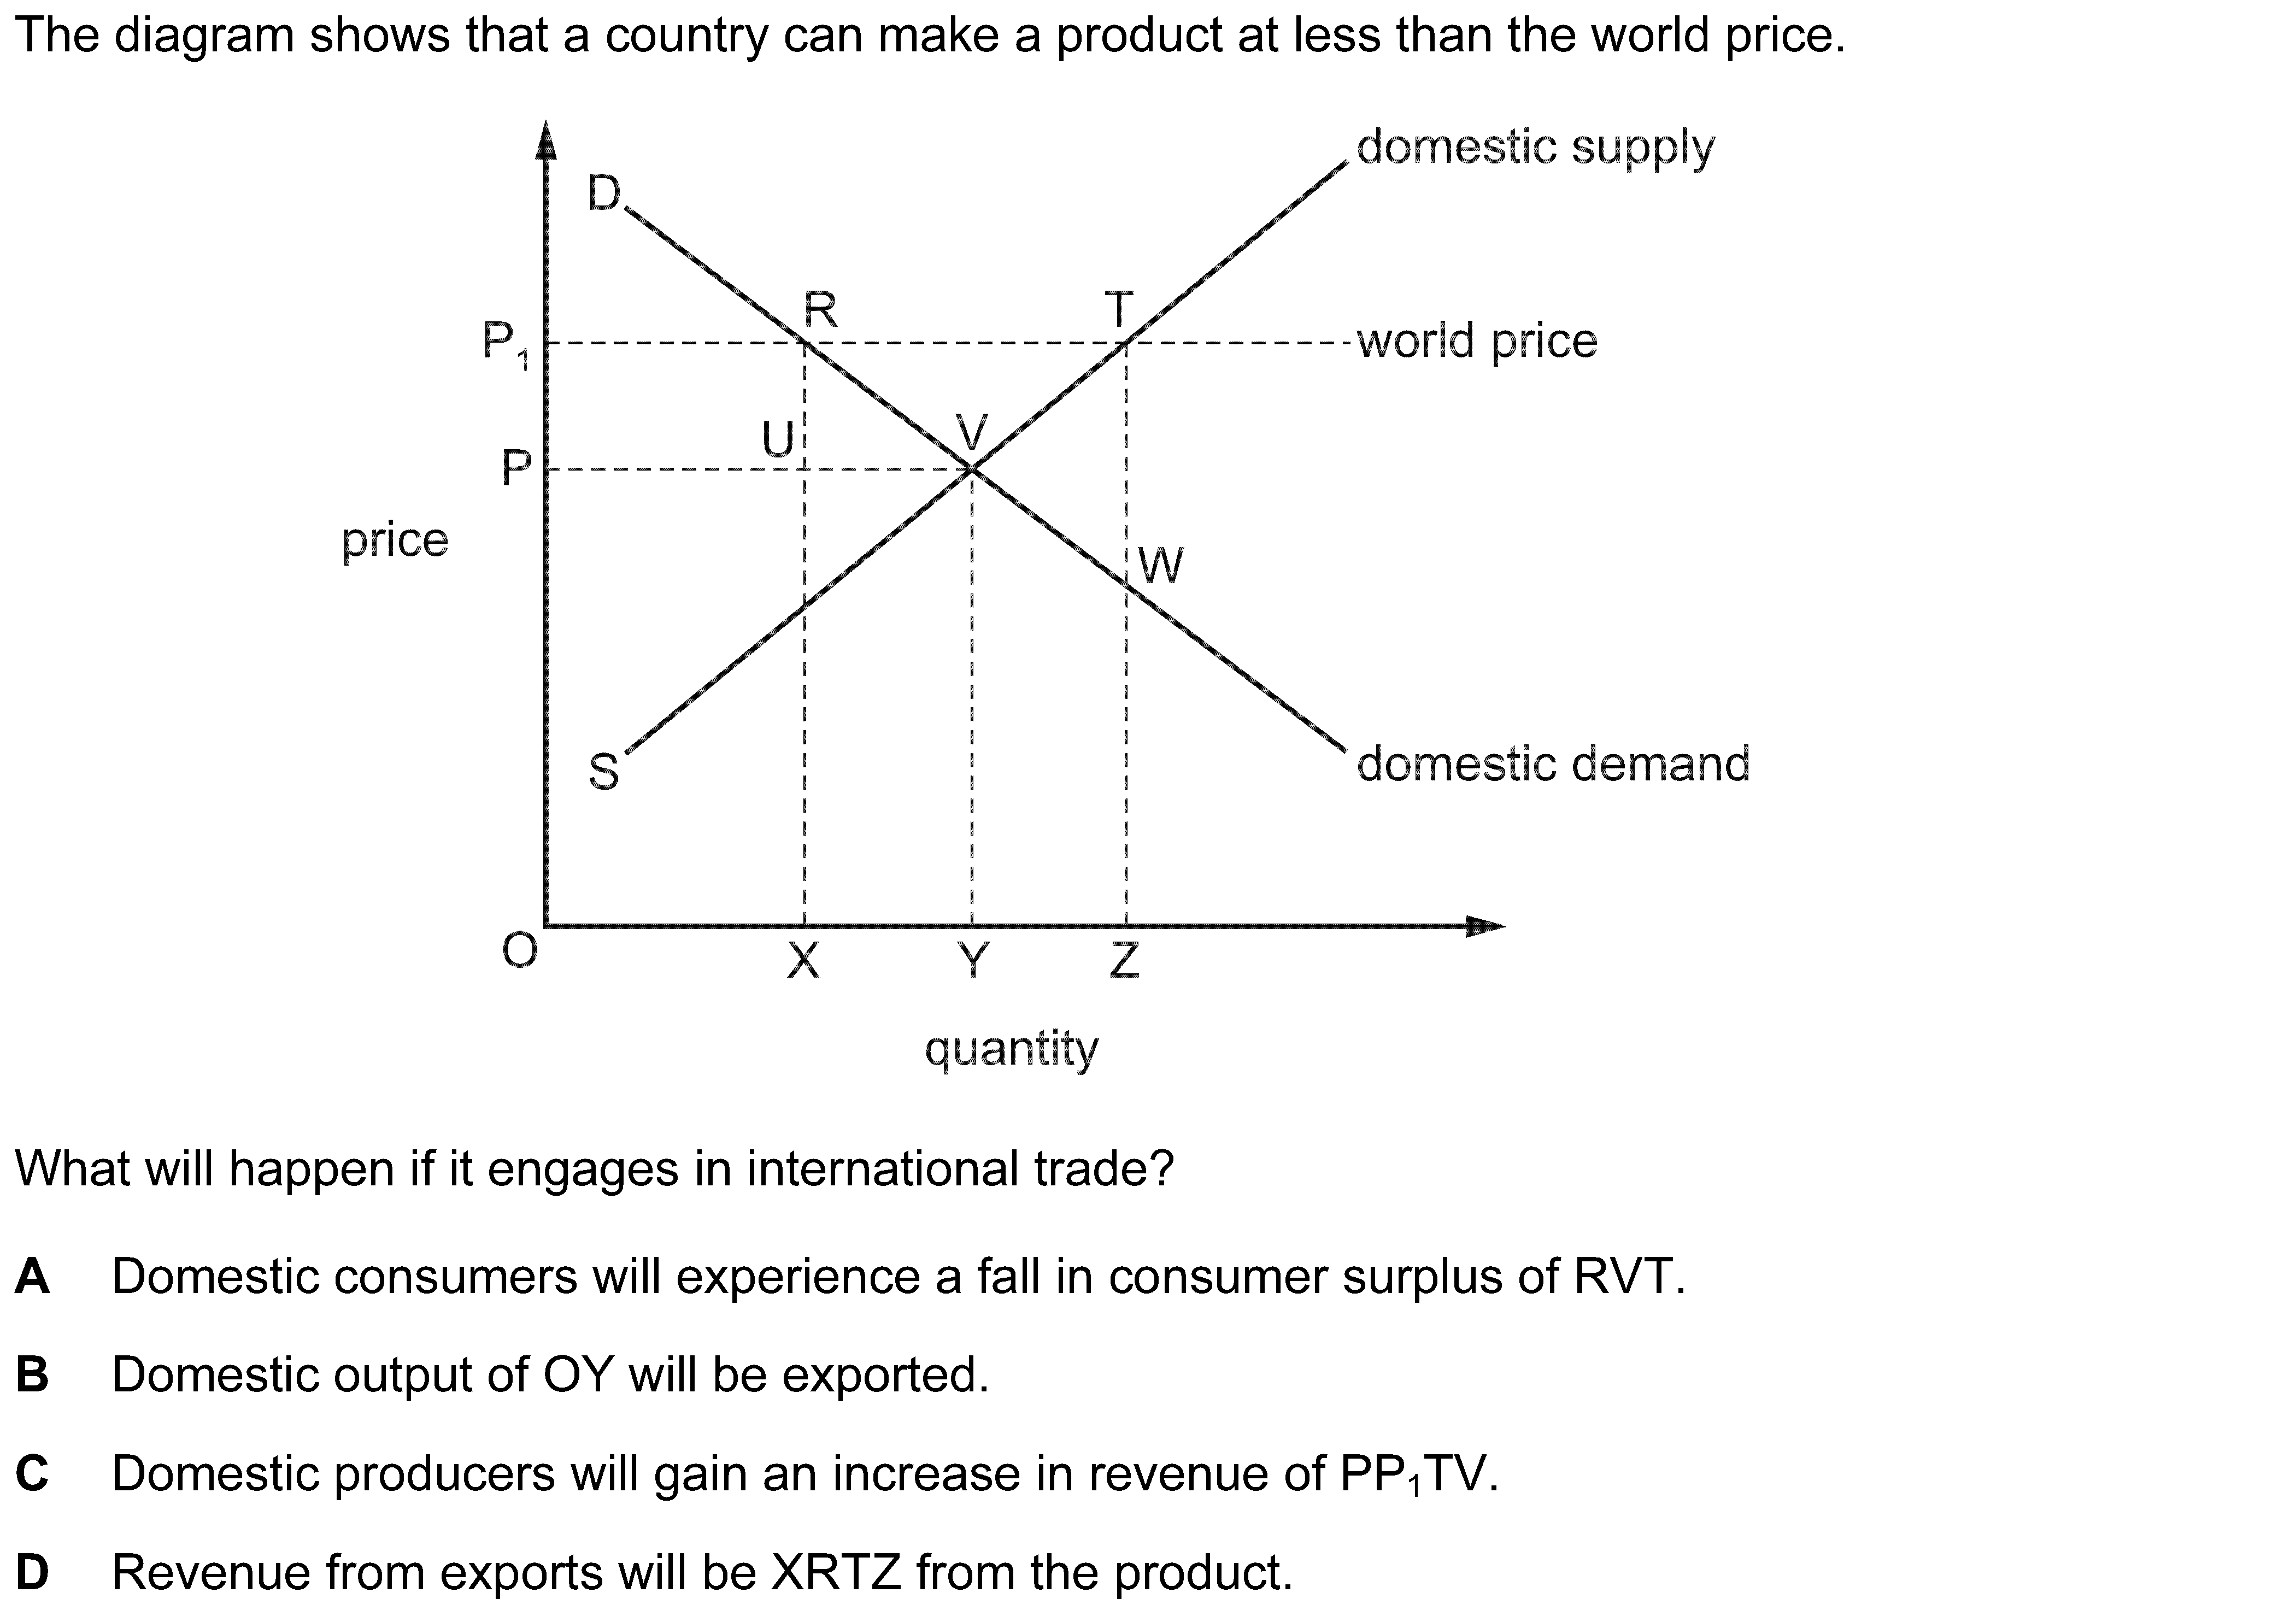 The diagram shows that a country can make a product at less than the world price.
domestic supply
D
R
T
P1
world price
U
V
P
price
W
S
domestic demand
O
X
Y
Z
quantity
What will happen if it engages in international trade?
A Domestic consumers will experience a fall in consumer surplus of RVT.
B Domestic output of OY will be exported.
C Domestic producers will gain an increase in revenue of PP1TV.
D Revenue from exports will be XRTZ from the product.